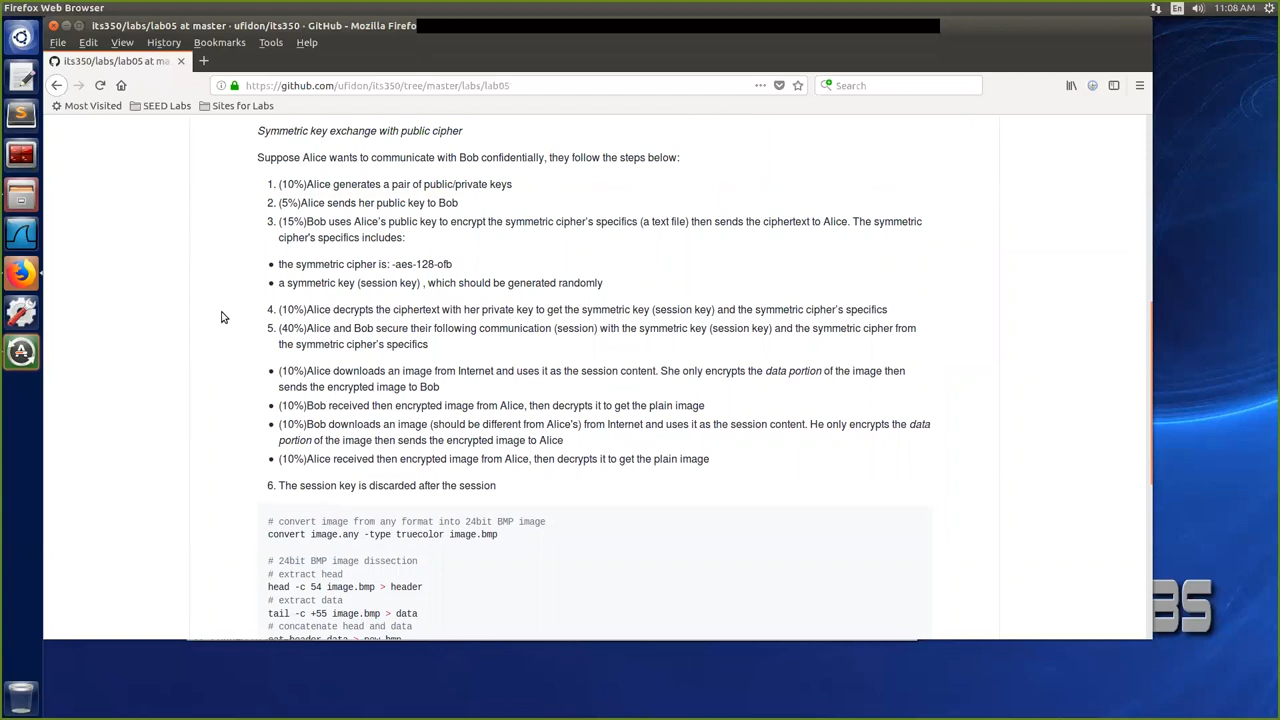 Firefox Web Browser
En
11:08 AM
its350/labs/lab05 at master · ufidon/its350 · GitHub - Mozilla Firefo
File Edit View History Bookmarks Tools Help
its350/labs/lab05 at ma
https://github.com/ufidon/its350/tree/master/labs/lab05
Search
Most Visited SEED Labs Sites for Labs
Symmetric key exchange with public cipher
Suppose Alice wants to communicate with Bob confidentially, they follow the steps below:
1. (10%)Alice generates a pair of public/private keys
2. (5%)Alice sends her public key to Bob
3. (15%)Bob uses Alice's public key to encrypt the symmetric cipher's specifics (a text file) then sends the ciphertext to Alice. The symmetric
cipher's specifics includes:
• the symmetric cipher is: -aes-128-ofb
• a symmetric key (session key) , which should be generated randomly
4. (10%)Alice decrypts the ciphertext with her private key to get the symmetric key (session key) and the symmetric cipher's specifics
5. (40%)Alice and Bob secure their following communication (session) with the symmetric key (session key) and the symmetric cipher from
the symmetric cipher's specifics
• (10%)Alice downloads an image from Internet and uses it as the session content. She only encrypts the data portion of the image then
sends the encrypted image to Bob
• (10%)Bob received then encrypted image from Alice, then decrypts it to get the plain image
• (10%)Bob downloads an image (should be different from Alice's) from Internet and uses it as the session content. He only encrypts the data
portion of the image then sends the encrypted image to Alice
• (10%)Alice received then encrypted image from Alice, then decrypts it to get the plain image
6. The session key is discarded after the session
# convert image from any format into 24bit BMP image
convert image.any -type truecolor image.bmp
# 24bit BMP image dissection
# extract head
head -c 54 image.bmp > header
# extract data
tail -c +55 image.bmp > data
# concatenate head and data
cat header data > new.bmp